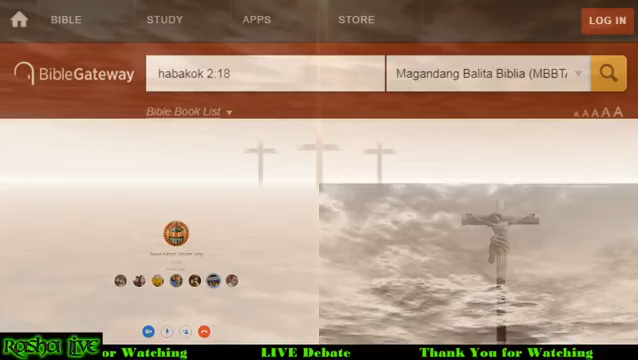 BIBLE STUDY APPS STORE LOG IN
BibleGateway habakok 2:18 Magandang Balita Biblia (MBBT
Bible Book List AAAAA
Rasha Live or Watching LIVE Debate Thank You for Watching